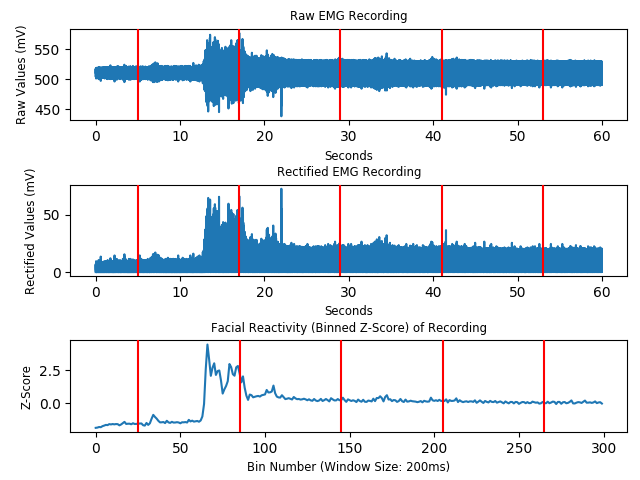 Raw EMG Recording
Raw Values (mV)
550
500
450
0 10 20 30 40 50 60
Seconds
Rectified EMG Recording
Rectified Values (mV)
50
0
0 10 20 30 40 50 60
Seconds
Facial Reactivity (Binned Z-Score) of Recording
Z-Score
2.5
0.0
0 50 100 150 200 250 300
Bin Number (Window Size: 200ms)